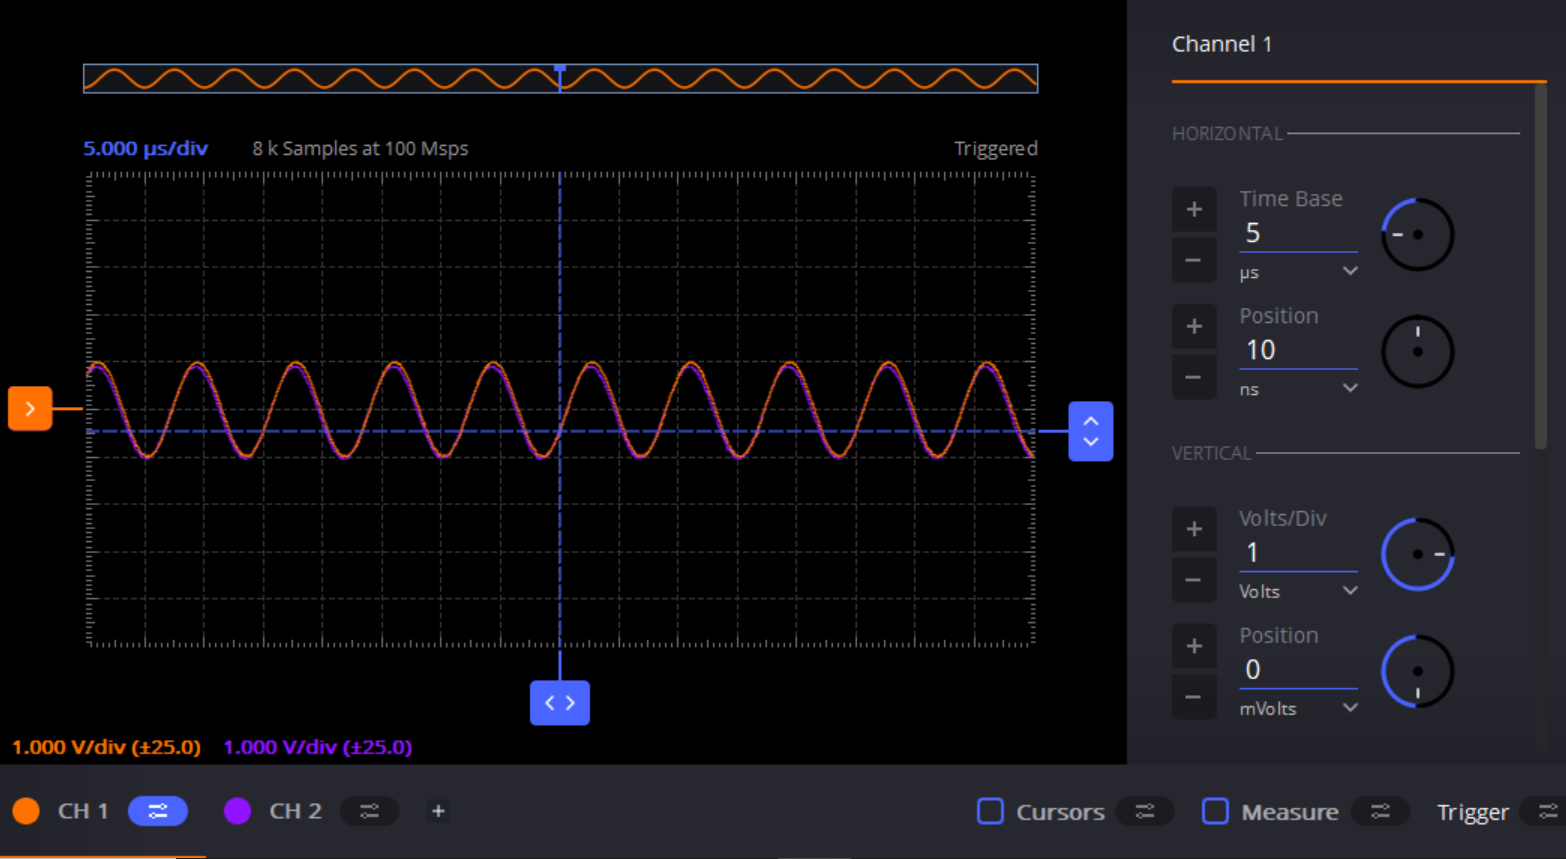 Channel 1
HORIZONTAL
5.000 µs/div 8 k Samples at 100 Msps Triggered
+ Time Base
5
− µs
+ Position
10
− ns
VERTICAL
+ Volts/Div
1
− Volts
+ Position
0
− mVolts
1.000 V/div (±25.0) 1.000 V/div (±25.0)
CH 1 CH 2 + Cursors Measure Trigger